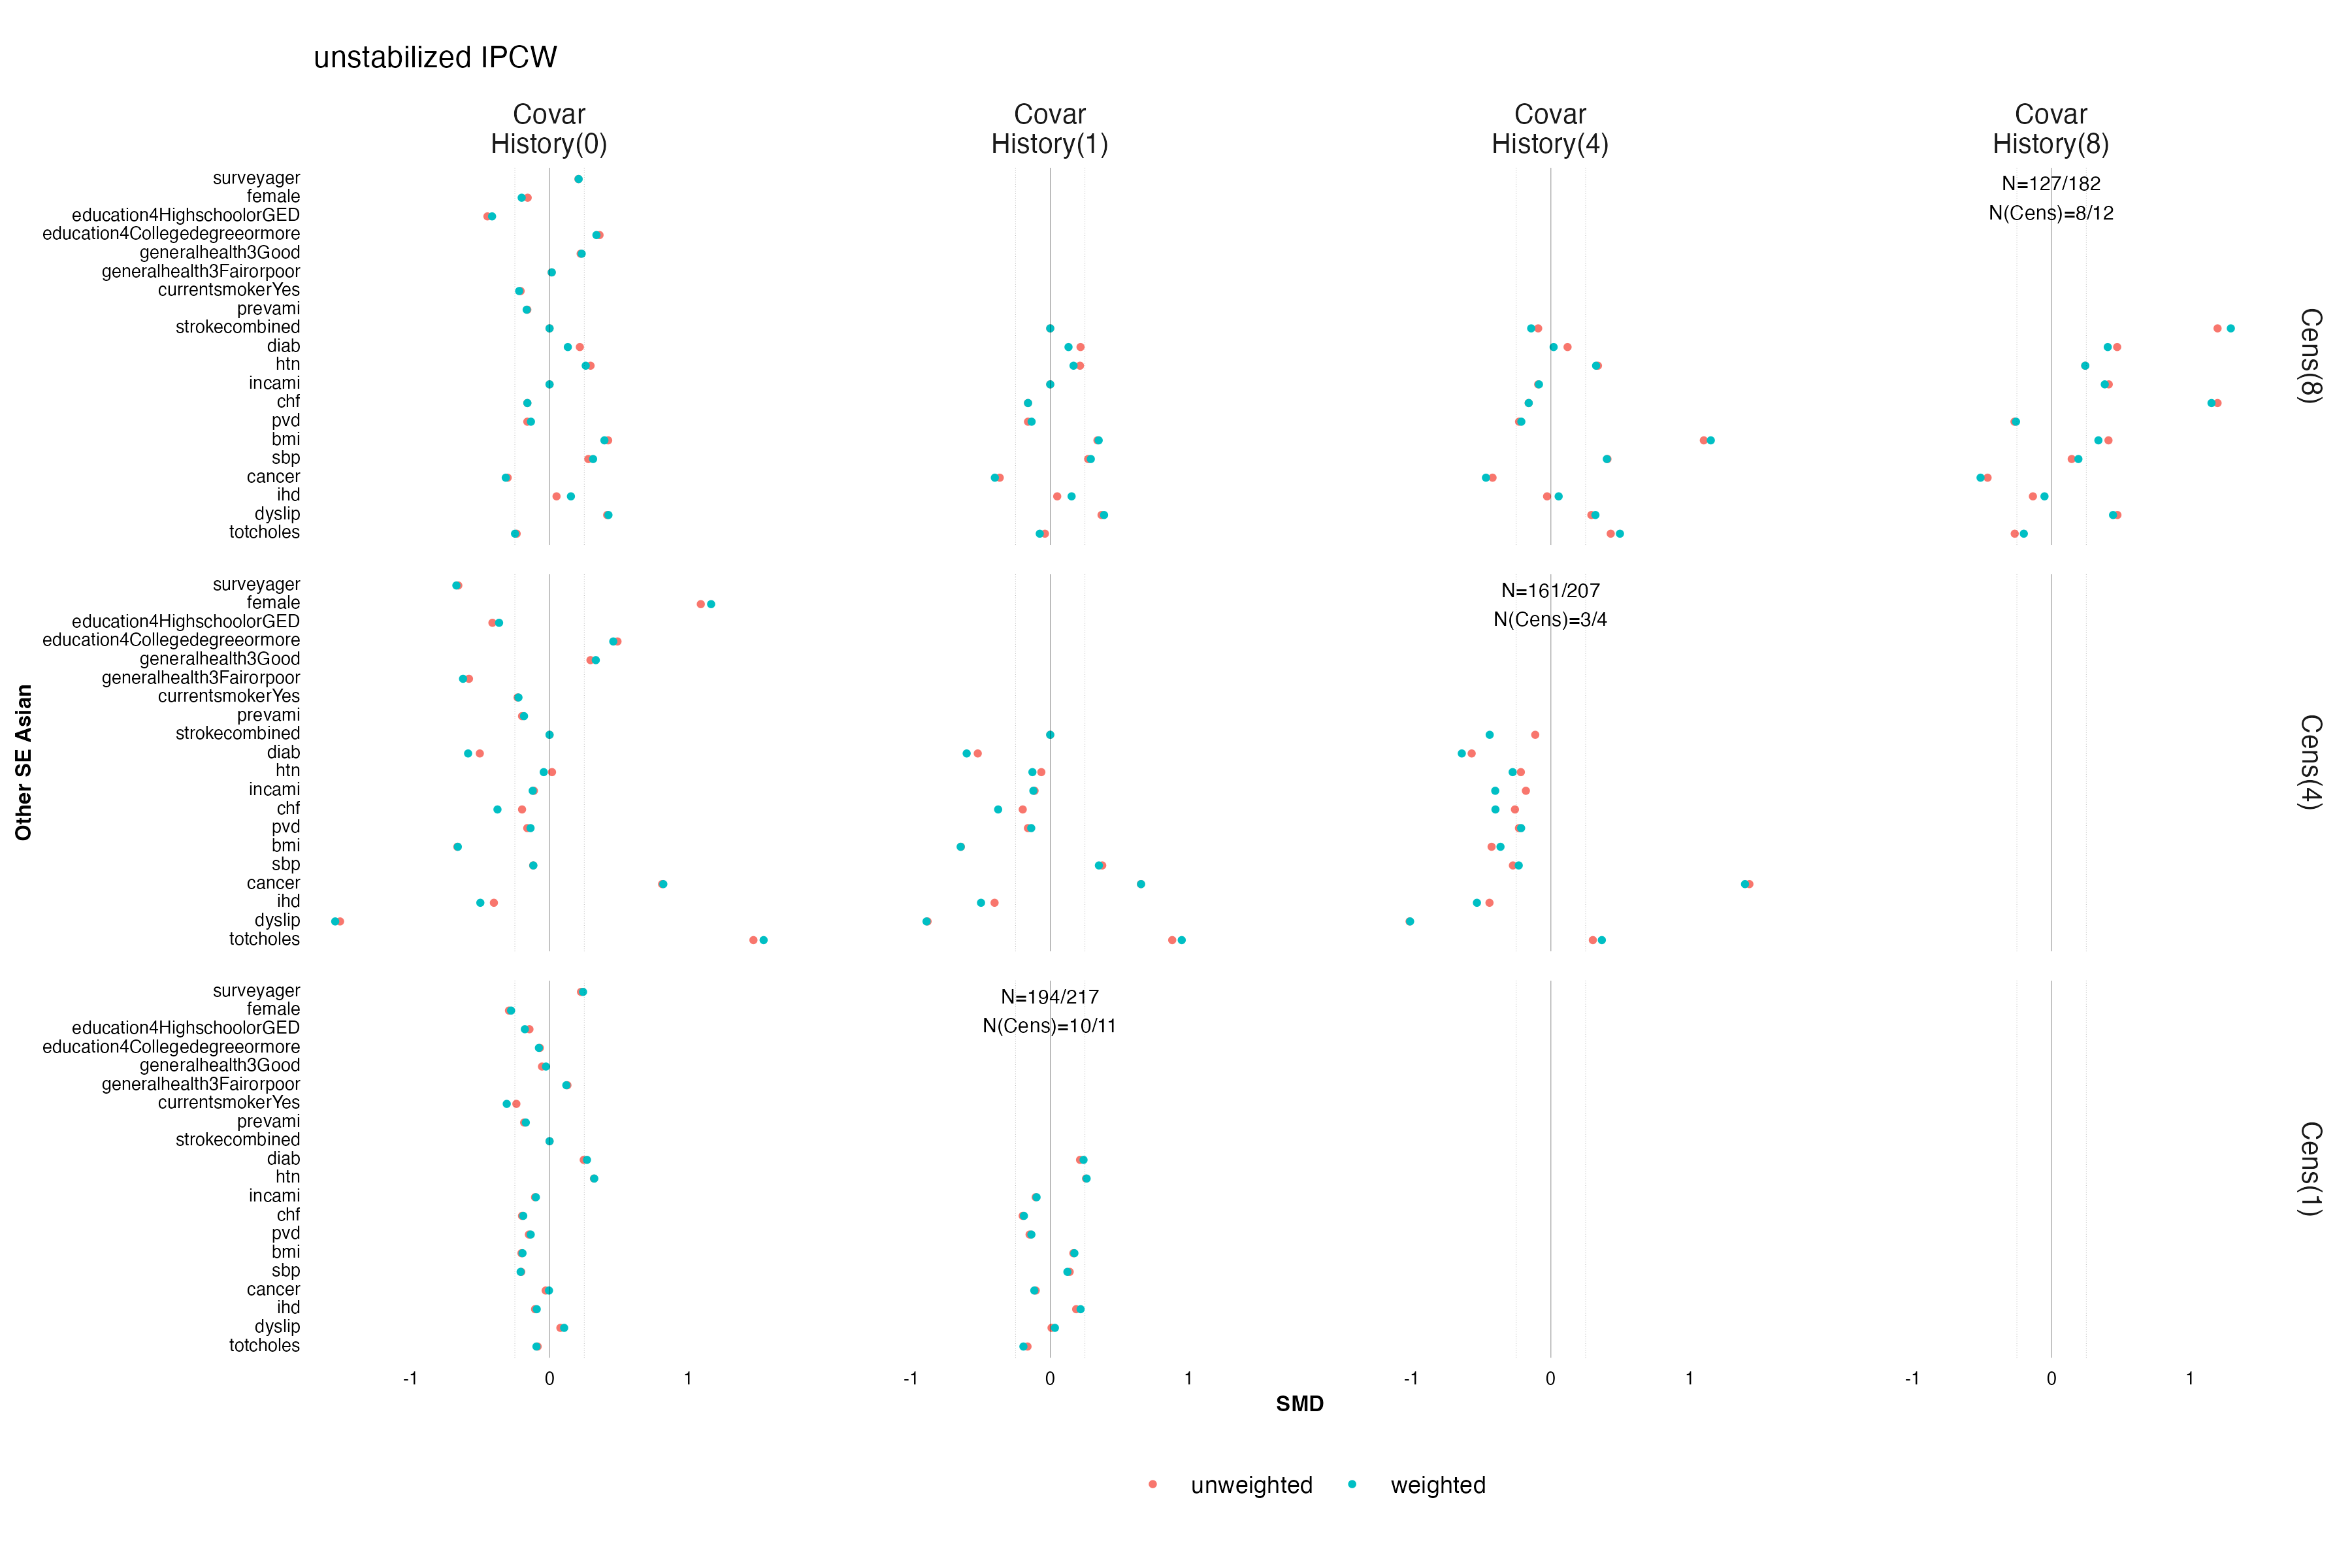 unstabilized IPCW
Covar
History(0)
Covar
History(1)
Covar
History(4)
Covar
History(8)
surveyager
female
education4HighschoolorGED
education4Collegedegreeormore
generalhealth3Good
generalhealth3Fairorpoor
currentsmokerYes
prevami
strokecombined
diab
htn
incami
chf
pvd
bmi
sbp
cancer
ihd
dyslip
totcholes
N=127/182
N(Cens)=8/12
Cens(8)
Other SE Asian
surveyager
female
education4HighschoolorGED
education4Collegedegreeormore
generalhealth3Good
generalhealth3Fairorpoor
currentsmokerYes
prevami
strokecombined
diab
htn
incami
chf
pvd
bmi
sbp
cancer
ihd
dyslip
totcholes
N=161/207
N(Cens)=3/4
Cens(4)
surveyager
female
education4HighschoolorGED
education4Collegedegreeormore
generalhealth3Good
generalhealth3Fairorpoor
currentsmokerYes
prevami
strokecombined
diab
htn
incami
chf
pvd
bmi
sbp
cancer
ihd
dyslip
totcholes
N=194/217
N(Cens)=10/11
Cens(1)
-1 0 1 -1 0 1 -1 0 1 -1 0 1
SMD
unweighted weighted